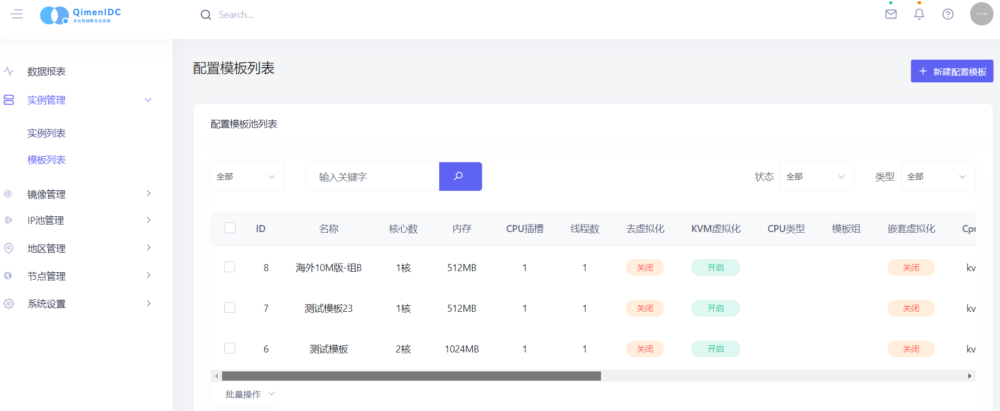 QimenIDC
多云管理融合云系统
Search...
数据报表
实例管理
实例列表
模板列表
镜像管理
IP池管理
地区管理
节点管理
系统设置
配置模板列表
新建配置模板
配置模板池列表
全部
输入关键字
状态 全部 类型 全部
ID 名称 核心数 内存 CPU插槽 线程数 去虚拟化 KVM虚拟化 CPU类型 模板组 嵌套虚拟化 Cpu
8 海外10M版-组B 1核 512MB 1 1 关闭 开启 关闭 kv
7 测试模板23 1核 512MB 1 1 关闭 开启 关闭 kv
6 测试模板 2核 1024MB 1 1 关闭 开启 关闭 kv
批量操作